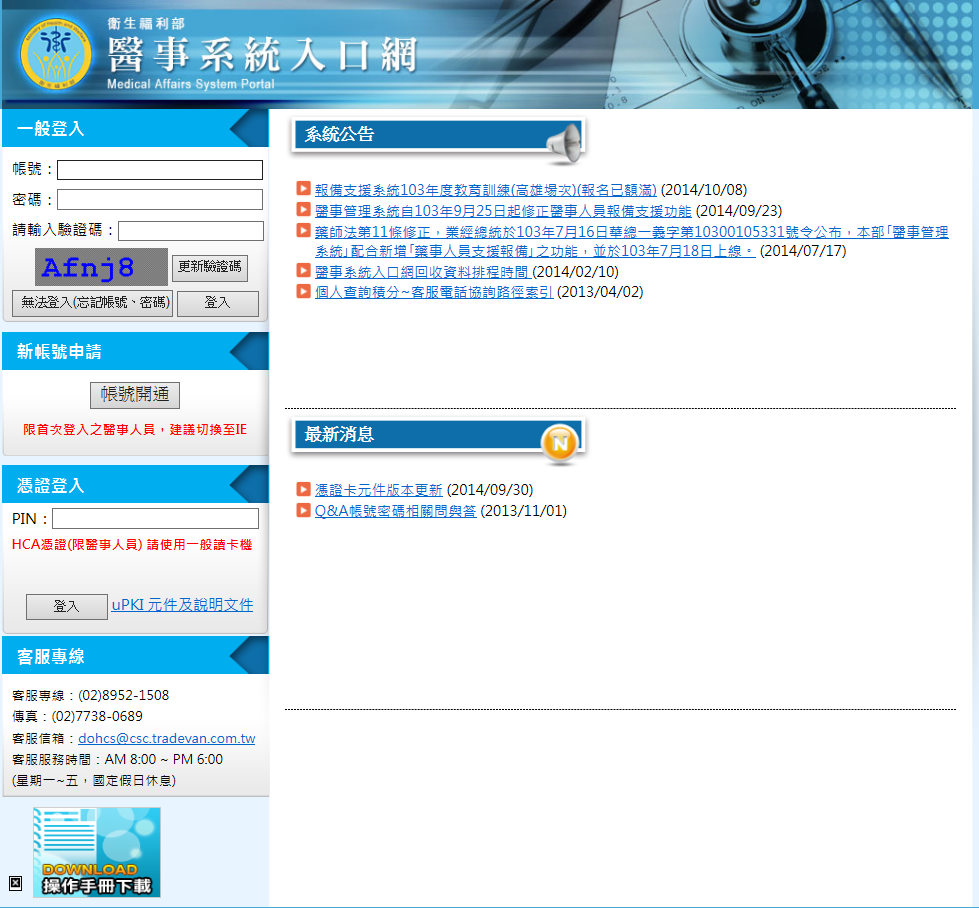 衛生福利部
醫事系統入口網
Medical Affairs System Portal
一般登入
帳號：
密碼：
請輸入驗證碼：
Afnj8
更新驗證碼
無法登入(忘記帳號、密碼)
登入
新帳號申請
帳號開通
限首次登入之醫事人員，建議切換至IE
憑證登入
PIN：
HCA憑證(限醫事人員) 請使用一般讀卡機
登入
uPKI 元件及說明文件
客服專線
客服專線：(02)8952-1508
傳真：(02)7738-0689
客服信箱：dohcs@csc.tradevan.com.tw
客服服務時間：AM 8:00 ~ PM 6:00
(星期一~五，國定假日休息)
DOWNLOAD
操作手冊下載
系統公告
報備支援系統103年度教育訓練(高雄場次)(報名已額滿) (2014/10/08)
醫事管理系統自103年9月25日起修正醫事人員報備支援功能 (2014/09/23)
藥師法第11條修正，業經總統於103年7月16日華總一義字第10300105331號令公布，本部「醫事管理
系統」配合新增「藥事人員支援報備」之功能，並於103年7月18日上線。 (2014/07/17)
醫事系統入口網回收資料排程時間 (2014/02/10)
個人查詢積分~客服電話協詢路徑索引 (2013/04/02)
最新消息
N
憑證卡元件版本更新 (2014/09/30)
Q&A帳號密碼相關問與答 (2013/11/01)